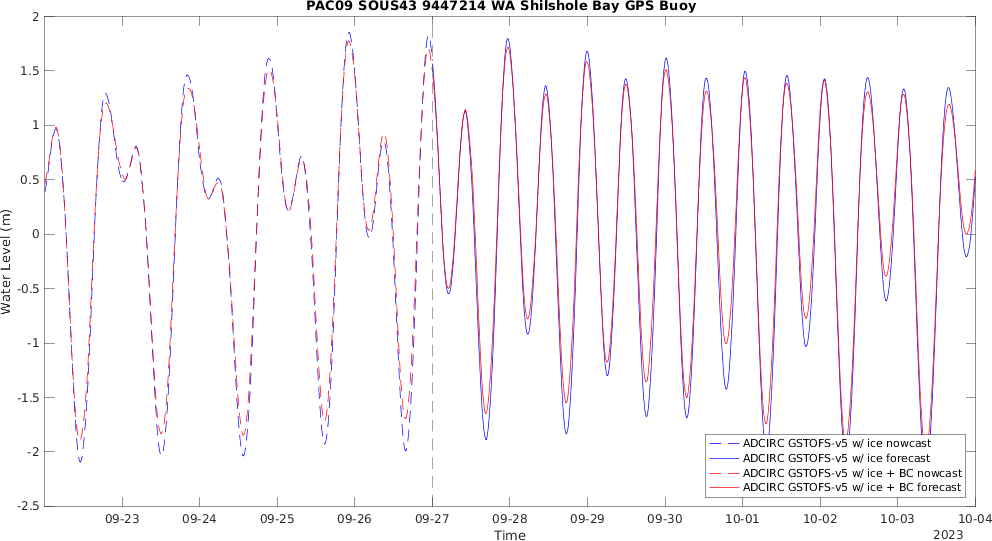 PAC09 SOUS43 9447214 WA Shilshole Bay GPS Buoy
Water Level (m)
2
1.5
1
0.5
0
-0.5
-1
-1.5
-2
-2.5
ADCIRC GSTOFS-v5 w/ ice nowcast
ADCIRC GSTOFS-v5 w/ ice forecast
ADCIRC GSTOFS-v5 w/ ice + BC nowcast
ADCIRC GSTOFS-v5 w/ ice + BC forecast
09-23 09-24 09-25 09-26 09-27 09-28 09-29 09-30 10-01 10-02 10-03 10-04
Time
2023